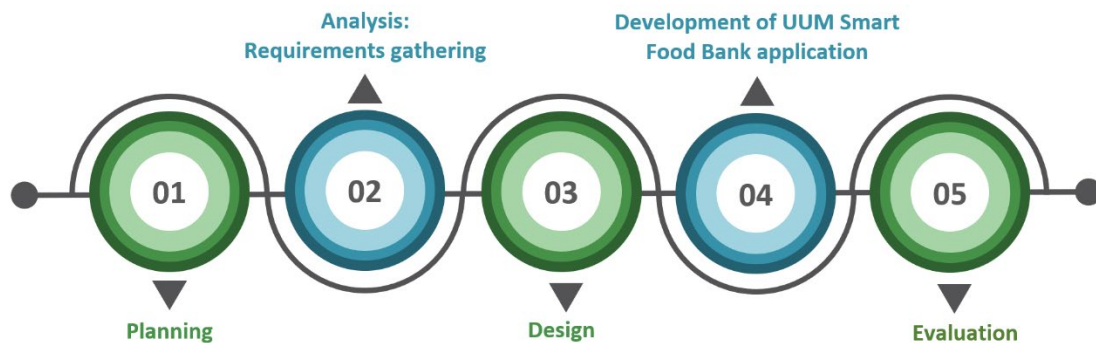 Analysis:
Requirements gathering
Development of UUM Smart
Food Bank application
01
02
03
04
05
Planning
Design
Evaluation